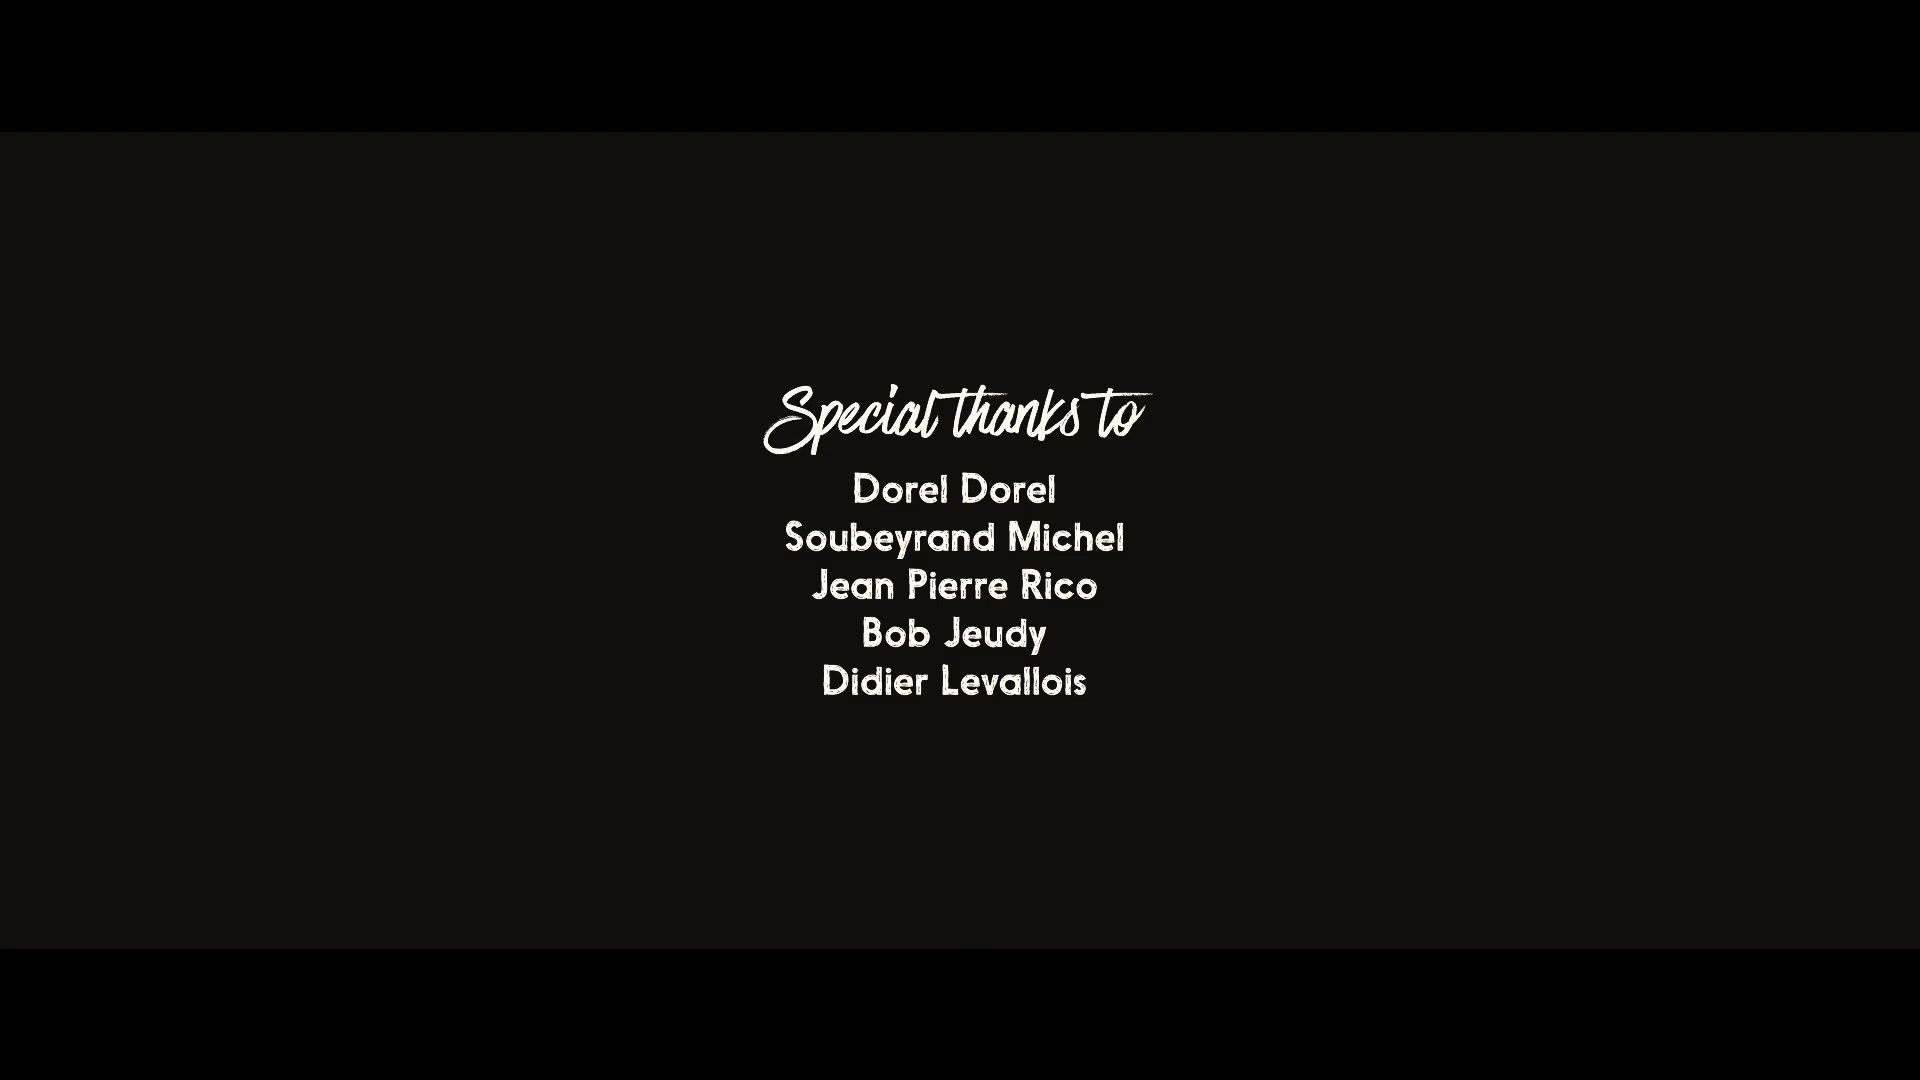 Special thanks to
Dorel Dorel
Soubeyrand Michel
Jean Pierre Rico
Bob Jeudy
Didier Levallois